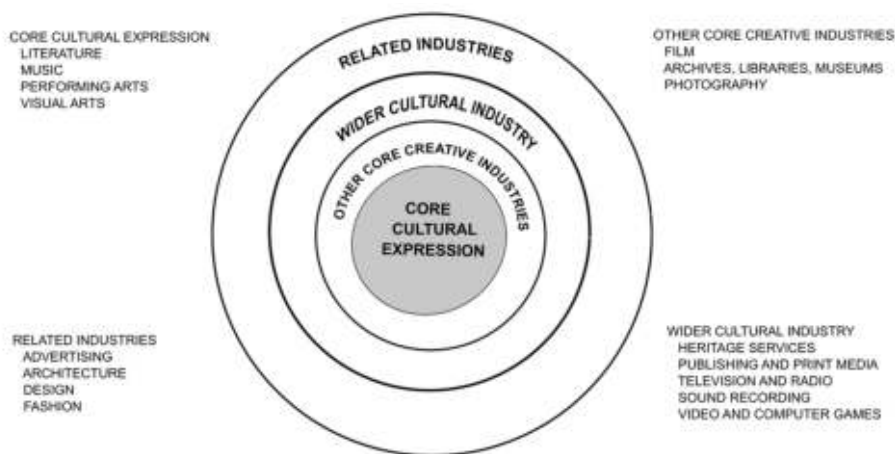 CORE CULTURAL EXPRESSION
LITERATURE
MUSIC
PERFORMING ARTS
VISUAL ARTS
OTHER CORE CREATIVE INDUSTRIES
FILM
ARCHIVES, LIBRARIES, MUSEUMS
PHOTOGRAPHY
RELATED INDUSTRIES
WIDER CULTURAL INDUSTRY
OTHER CORE CREATIVE INDUSTRIES
CORE
CULTURAL
EXPRESSION
RELATED INDUSTRIES
ADVERTISING
ARCHITECTURE
DESIGN
FASHION
WIDER CULTURAL INDUSTRY
HERITAGE SERVICES
PUBLISHING AND PRINT MEDIA
TELEVISION AND RADIO
SOUND RECORDING
VIDEO AND COMPUTER GAMES